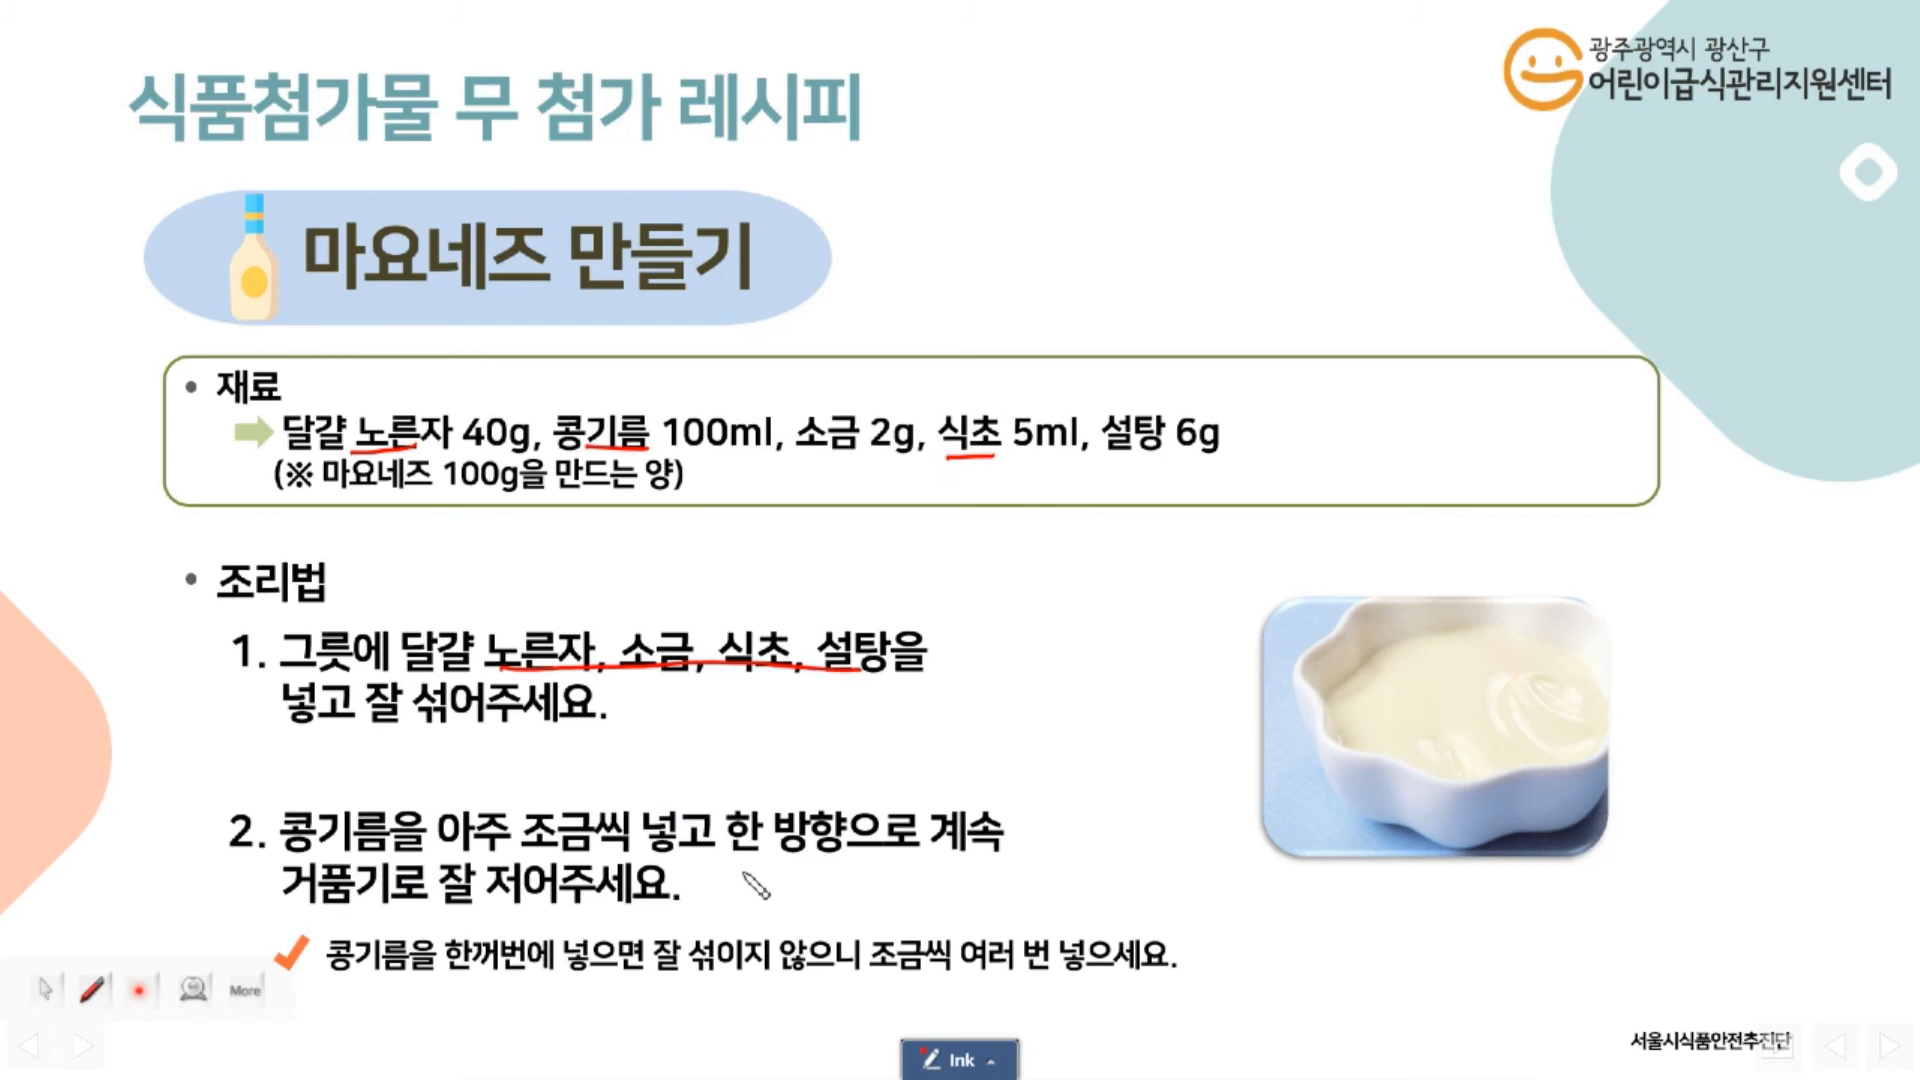 광주광역시 광산구
어린이급식관리지원센터
식품첨가물 무 첨가 레시피
마요네즈 만들기
• 재료
달걀 노른자 40g, 콩기름 100ml, 소금 2g, 식초 5ml, 설탕 6g
(※ 마요네즈 100g을 만드는 양)
• 조리법
1. 그릇에 달걀 노른자, 소금, 식초, 설탕을
넣고 잘 섞어주세요.
2. 콩기름을 아주 조금씩 넣고 한 방향으로 계속
거품기로 잘 저어주세요.
콩기름을 한꺼번에 넣으면 잘 섞이지 않으니 조금씩 여러 번 넣으세요.
More
서울시식품안전추진단
Ink